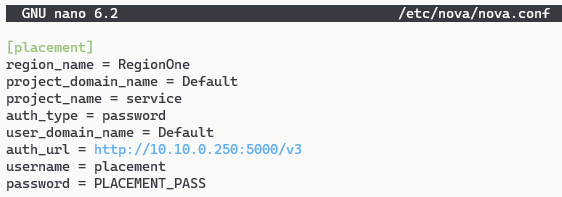 GNU nano 6.2 /etc/nova/nova.conf
[placement]
region_name = RegionOne
project_domain_name = Default
project_name = service
auth_type = password
user_domain_name = Default
auth_url = http://10.10.0.250:5000/v3
username = placement
password = PLACEMENT_PASS